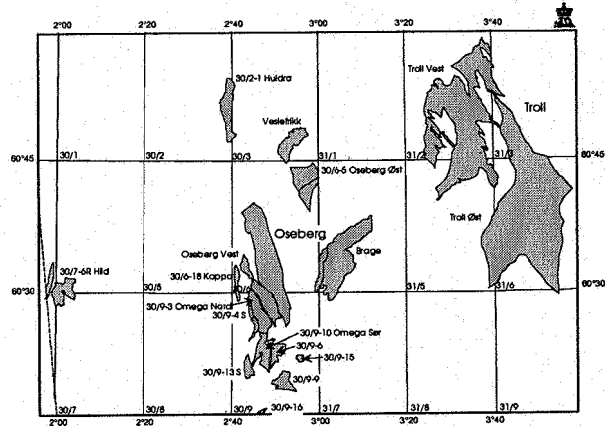 2°00' 2°40' 3°00' 3°20' 3°40'
30/2-1 Huldra
Troll Vest
Troll
Veslefrikk
60°45' 30/1 30/2 30/3 31/1 31/2 31/3 60°45'
30/6-5 Oseberg Øst
Troll Øst
Oseberg
Oseberg Vest
Brage
30/6-18 Kappa
30/7-6R Hild
60°30' 30/5 30/6 31/5 31/6 60°30'
30/9-3 Omega Nord
30/9-4 S
30/9-10 Omega Sør
30/9-6
30/9-15
30/9-13 S
30/9-9
30/7 30/8 30/9 30/9-16 31/7 31/8 31/9
2°00' 2°40' 3°00' 3°20' 3°40'